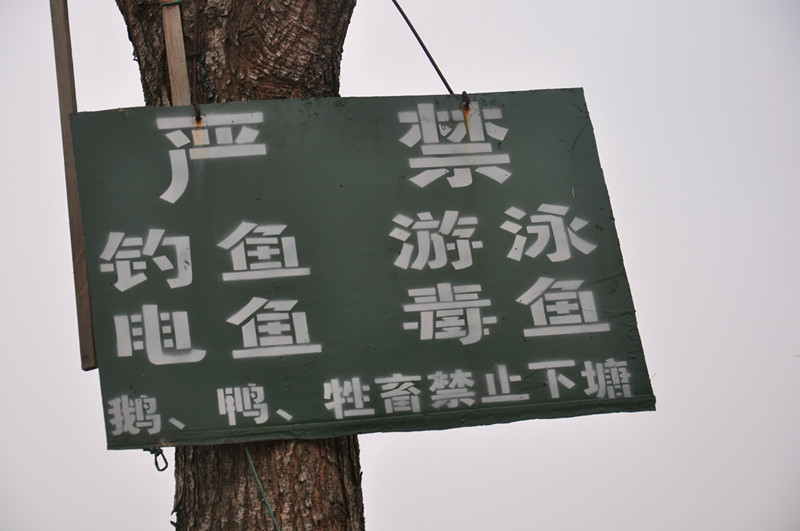 严 禁
钓鱼 游泳
电鱼 毒鱼
鹅、鸭、牲畜禁止下塘